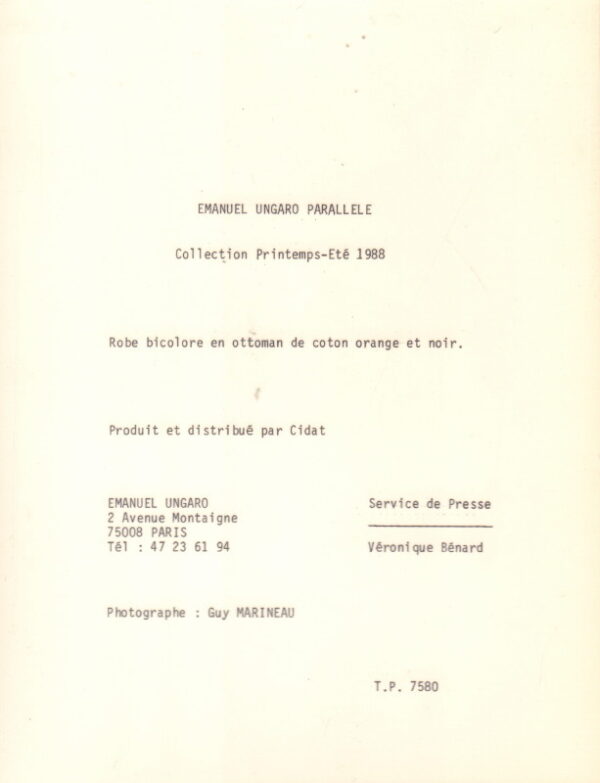 EMANUEL UNGARO PARALLELE
Collection Printemps-Eté 1988
Robe bicolore en ottoman de coton orange et noir.
Produit et distribué par Cidat
EMANUEL UNGARO
2 Avenue Montaigne
75008 PARIS
Tél : 47 23 61 94
Service de Presse
Véronique Bénard
Photographe : Guy MARINEAU
T.P. 7580